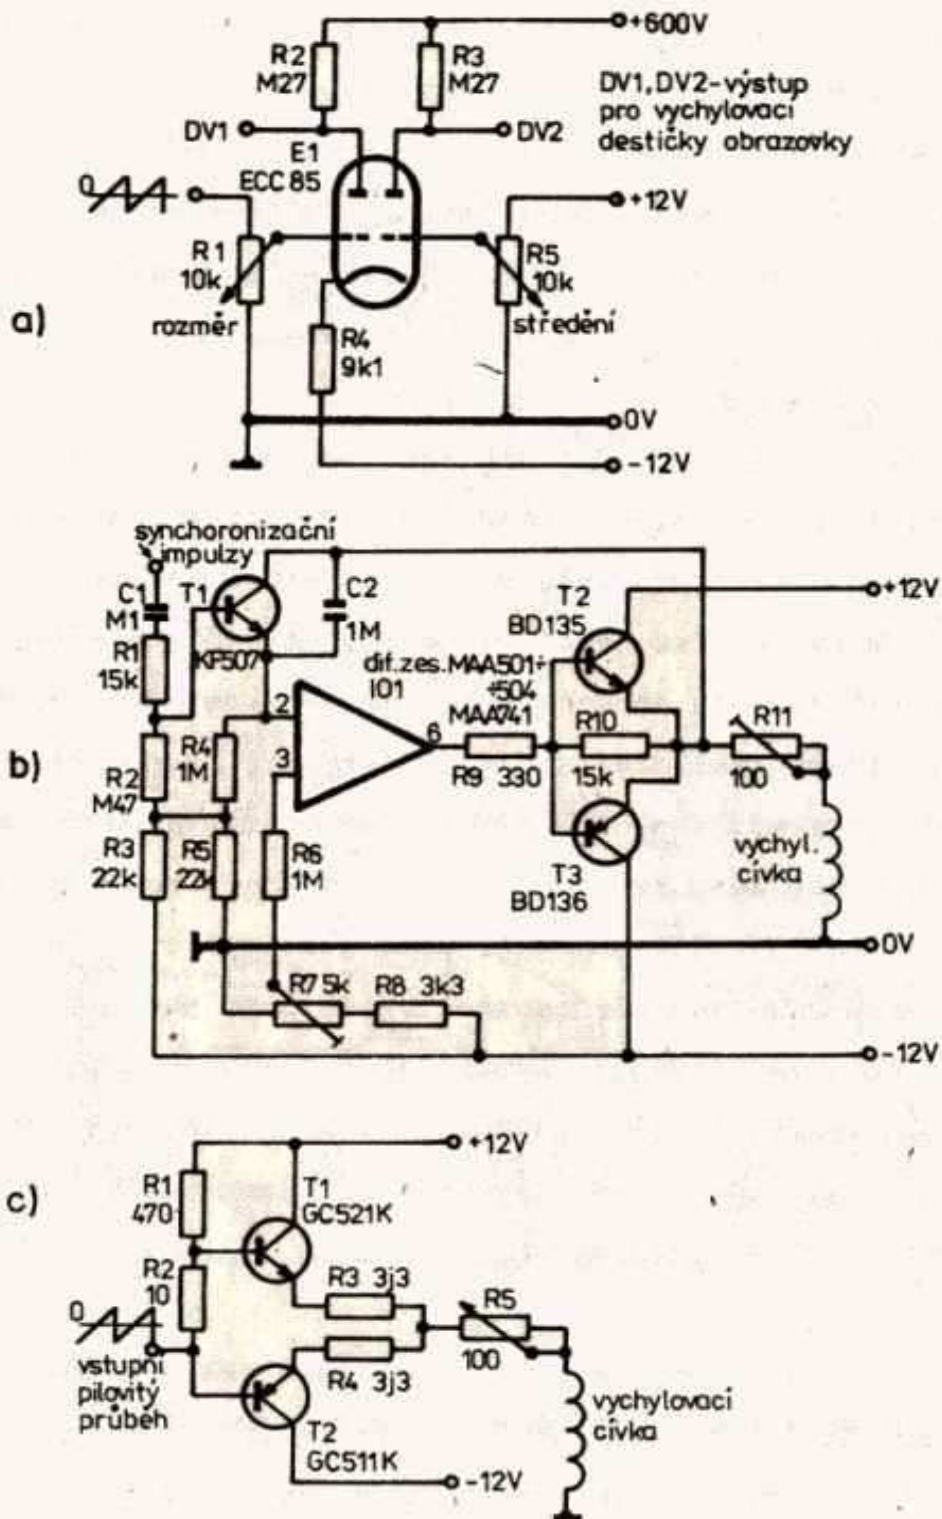 +600V
R2
M27
R3
M27
DV1, DV2-výstup
pro vychylovací
destičky obrazovky
DV1
DV2
E1
ECC 85
0
+12V
R1
10k
R5
10k
rozměr
středění
a)
R4
9k1
0V
-12V
synchoronizační
impulzy
C1
M1
T1
C2
1M
+12V
T2
BD135
R1
15k
KF507
dif.zes.MAA501÷
÷504
IO1
MAA741
2
3
6
R4
1M
R10
15k
R11
100
b)
R2
M47
R9 330
R3
22k
R5
22k
R6
1M
T3
BD136
vychyl.
cívka
0V
R7 5k
R8 3k3
-12V
+12V
c)
R1
470
T1
GC521K
R2
10
R3 3j3
0
R5
100
vstupní
pilovitý
průběh
R4 3j3
T2
GC511K
vychylovací
cívka
-12V